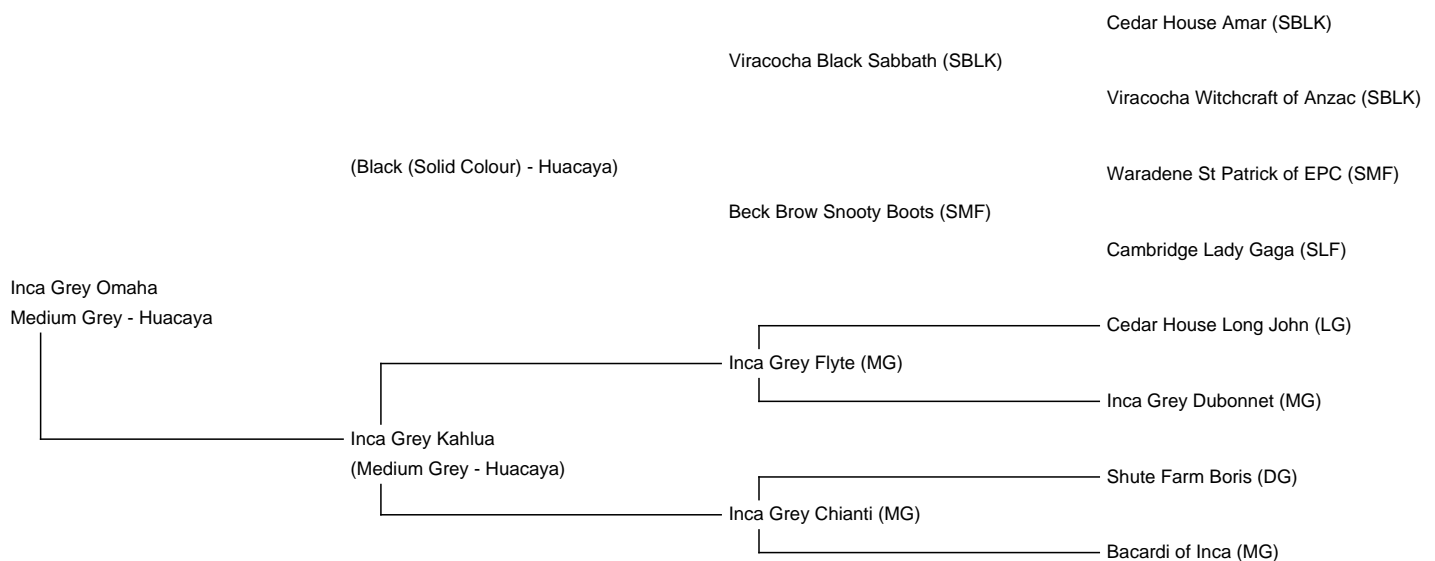 Cedar House Amar (SBLK)
Viracocha Black Sabbath (SBLK)
Viracocha Witchcraft of Anzac (SBLK)
(Black (Solid Colour) - Huacaya)
Waradene St Patrick of EPC (SMF)
Beck Brow Snooty Boots (SMF)
Cambridge Lady Gaga (SLF)
Inca Grey Omaha
Medium Grey - Huacaya
Cedar House Long John (LG)
Inca Grey Flyte (MG)
Inca Grey Dubonnet (MG)
Inca Grey Kahlua
(Medium Grey - Huacaya)
Shute Farm Boris (DG)
Inca Grey Chianti (MG)
Bacardi of Inca (MG)